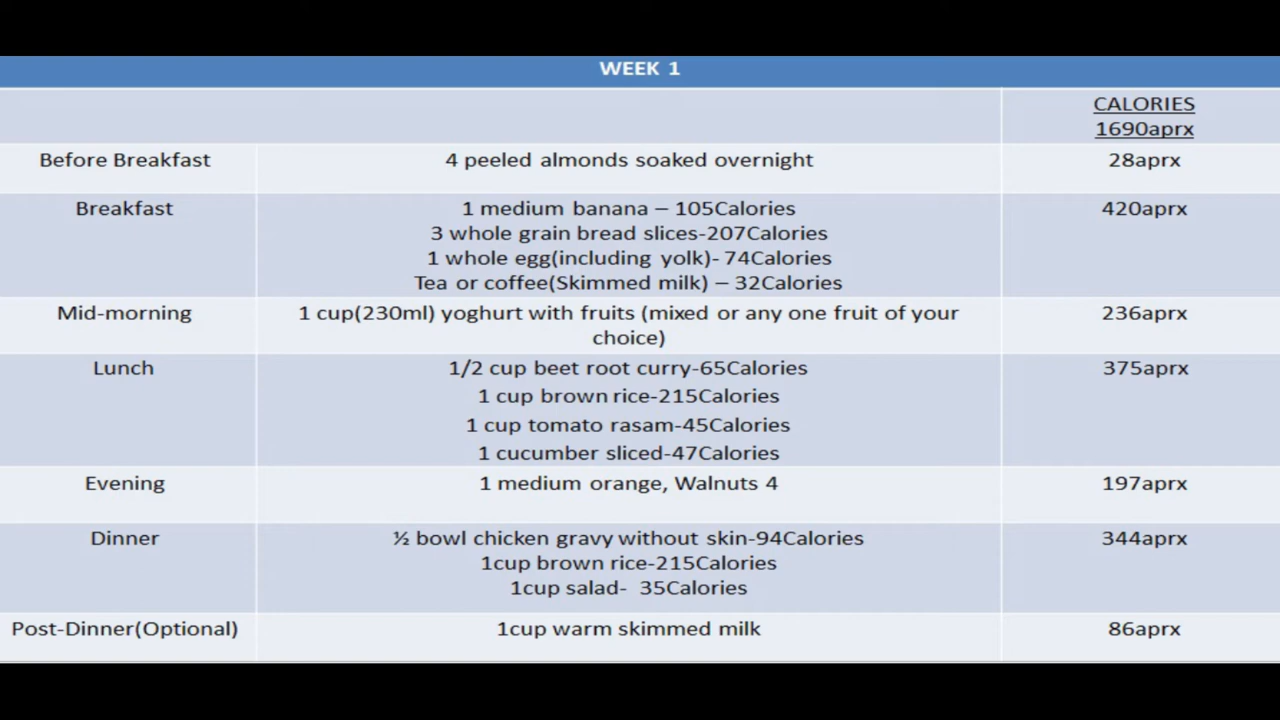 WEEK 1
CALORIES
1690aprx
Before Breakfast
4 peeled almonds soaked overnight
28aprx
Breakfast
1 medium banana – 105Calories
420aprx
3 whole grain bread slices-207Calories
1 whole egg(including yolk)- 74Calories
Tea or coffee(Skimmed milk) – 32Calories
Mid-morning
1 cup(230ml) yoghurt with fruits (mixed or any one fruit of your
236aprx
choice)
Lunch
1/2 cup beet root curry-65Calories
375aprx
1 cup brown rice-215Calories
1 cup tomato rasam-45Calories
1 cucumber sliced-47Calories
Evening
1 medium orange, Walnuts 4
197aprx
Dinner
½ bowl chicken gravy without skin-94Calories
344aprx
1cup brown rice-215Calories
1cup salad-  35Calories
Post-Dinner(Optional)
1cup warm skimmed milk
86aprx